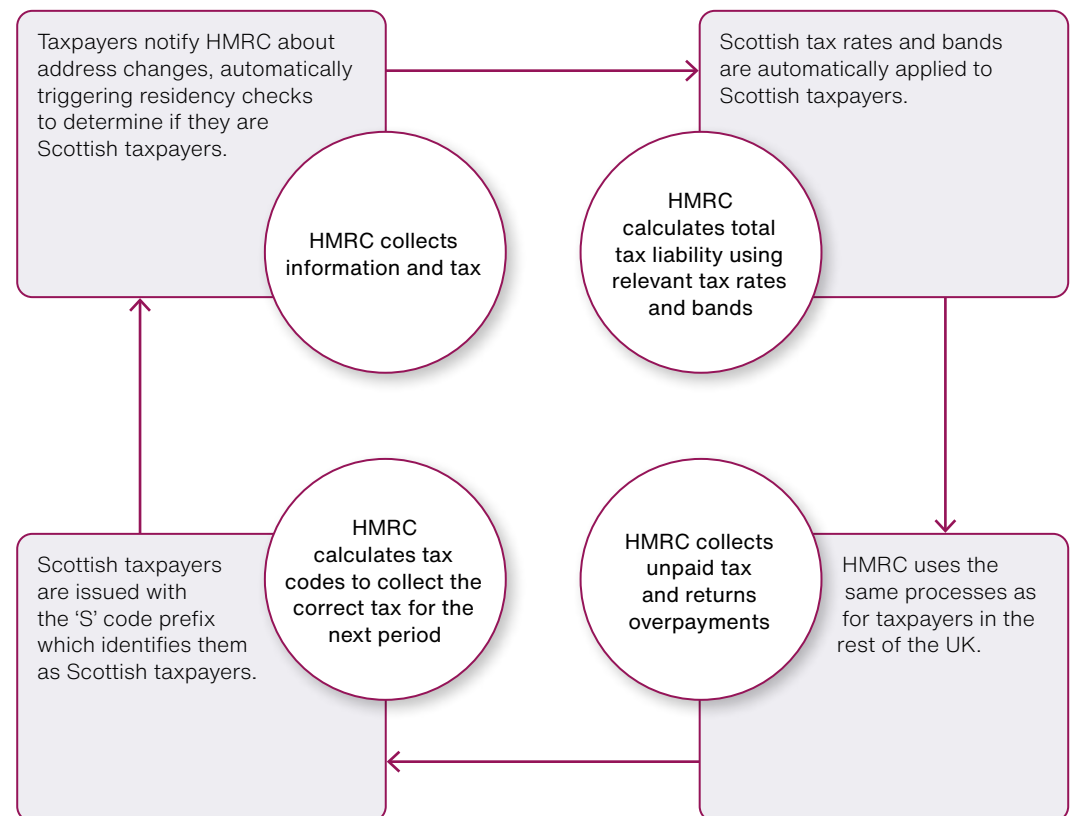 Taxpayers notify HMRC about
address changes, automatically
triggering residency checks
to determine if they are
Scottish taxpayers.
HMRC collects
information and tax
Scottish tax rates and bands
are automatically applied to
Scottish taxpayers.
HMRC
calculates total
tax liability using
relevant tax rates
and bands
HMRC uses the
same processes as
for taxpayers in the
rest of the UK.
HMRC collects
unpaid tax
and returns
overpayments
Scottish taxpayers
are issued with
the ‘S’ code prefix
which identifies them
as Scottish taxpayers.
HMRC
calculates tax
codes to collect the
correct tax for the
next period